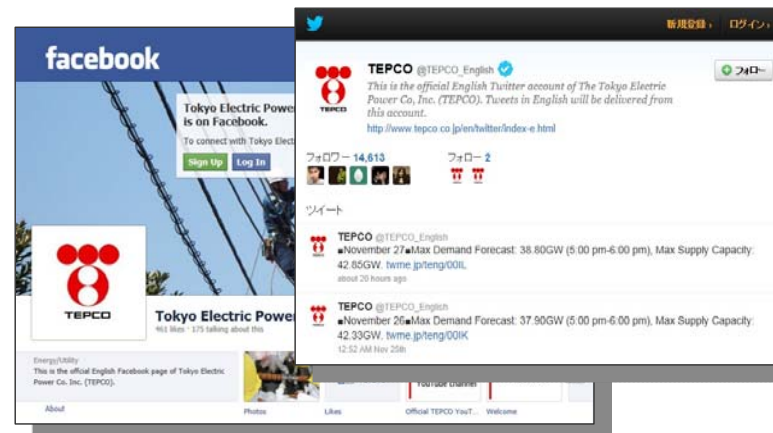 facebook
Tokyo Electric Power
is on Facebook.
To connect with Tokyo Elect
Sign Up Log In
TEPCO
Tokyo Electric Power
961 likes · 175 talking about this
Energy/Utility
This is the official English Facebook page of Tokyo Electric
Power Co. Inc. (TEPCO).
About
Photos
Likes
YouTube channel
Official TEPCO YouT...
Welcome
新規登録 › ログイン ›
TEPCO @TEPCO_English
This is the official English Twitter account of The Tokyo Electric
Power Co, Inc. (TEPCO). Tweets in English will be delivered from
this account.
http://www.tepco.co.jp/en/twitter/index-e.html
フォロー
TEPCO
フォロワー 14,613 フォロー 2
ツイート
TEPCO @TEPCO_English
■November 27■Max Demand Forecast: 38.80GW (5:00 pm-6:00 pm), Max Supply Capacity:
42.85GW. twme.jp/teng/00IL
about 20 hours ago
TEPCO @TEPCO_English
■November 26■Max Demand Forecast: 37.90GW (5:00 pm-6:00 pm), Max Supply Capacity:
42.33GW. twme.jp/teng/00IK
12:52 AM Nov 25th